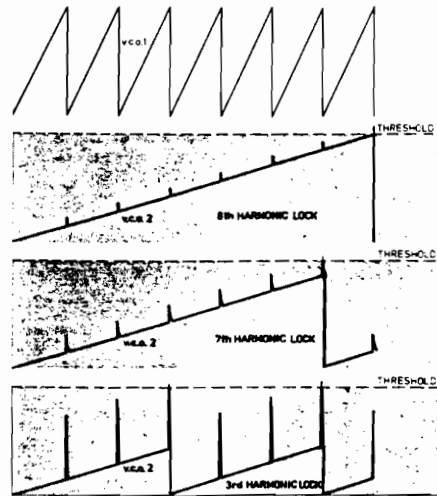 v.c.o.1
THRESHOLD
v.c.o. 2
8th HARMONIC LOCK
THRESHOLD
v.c.o. 2
7th HARMONIC LOCK
THRESHOLD
v.c.o. 2
3rd HARMONIC LOCK